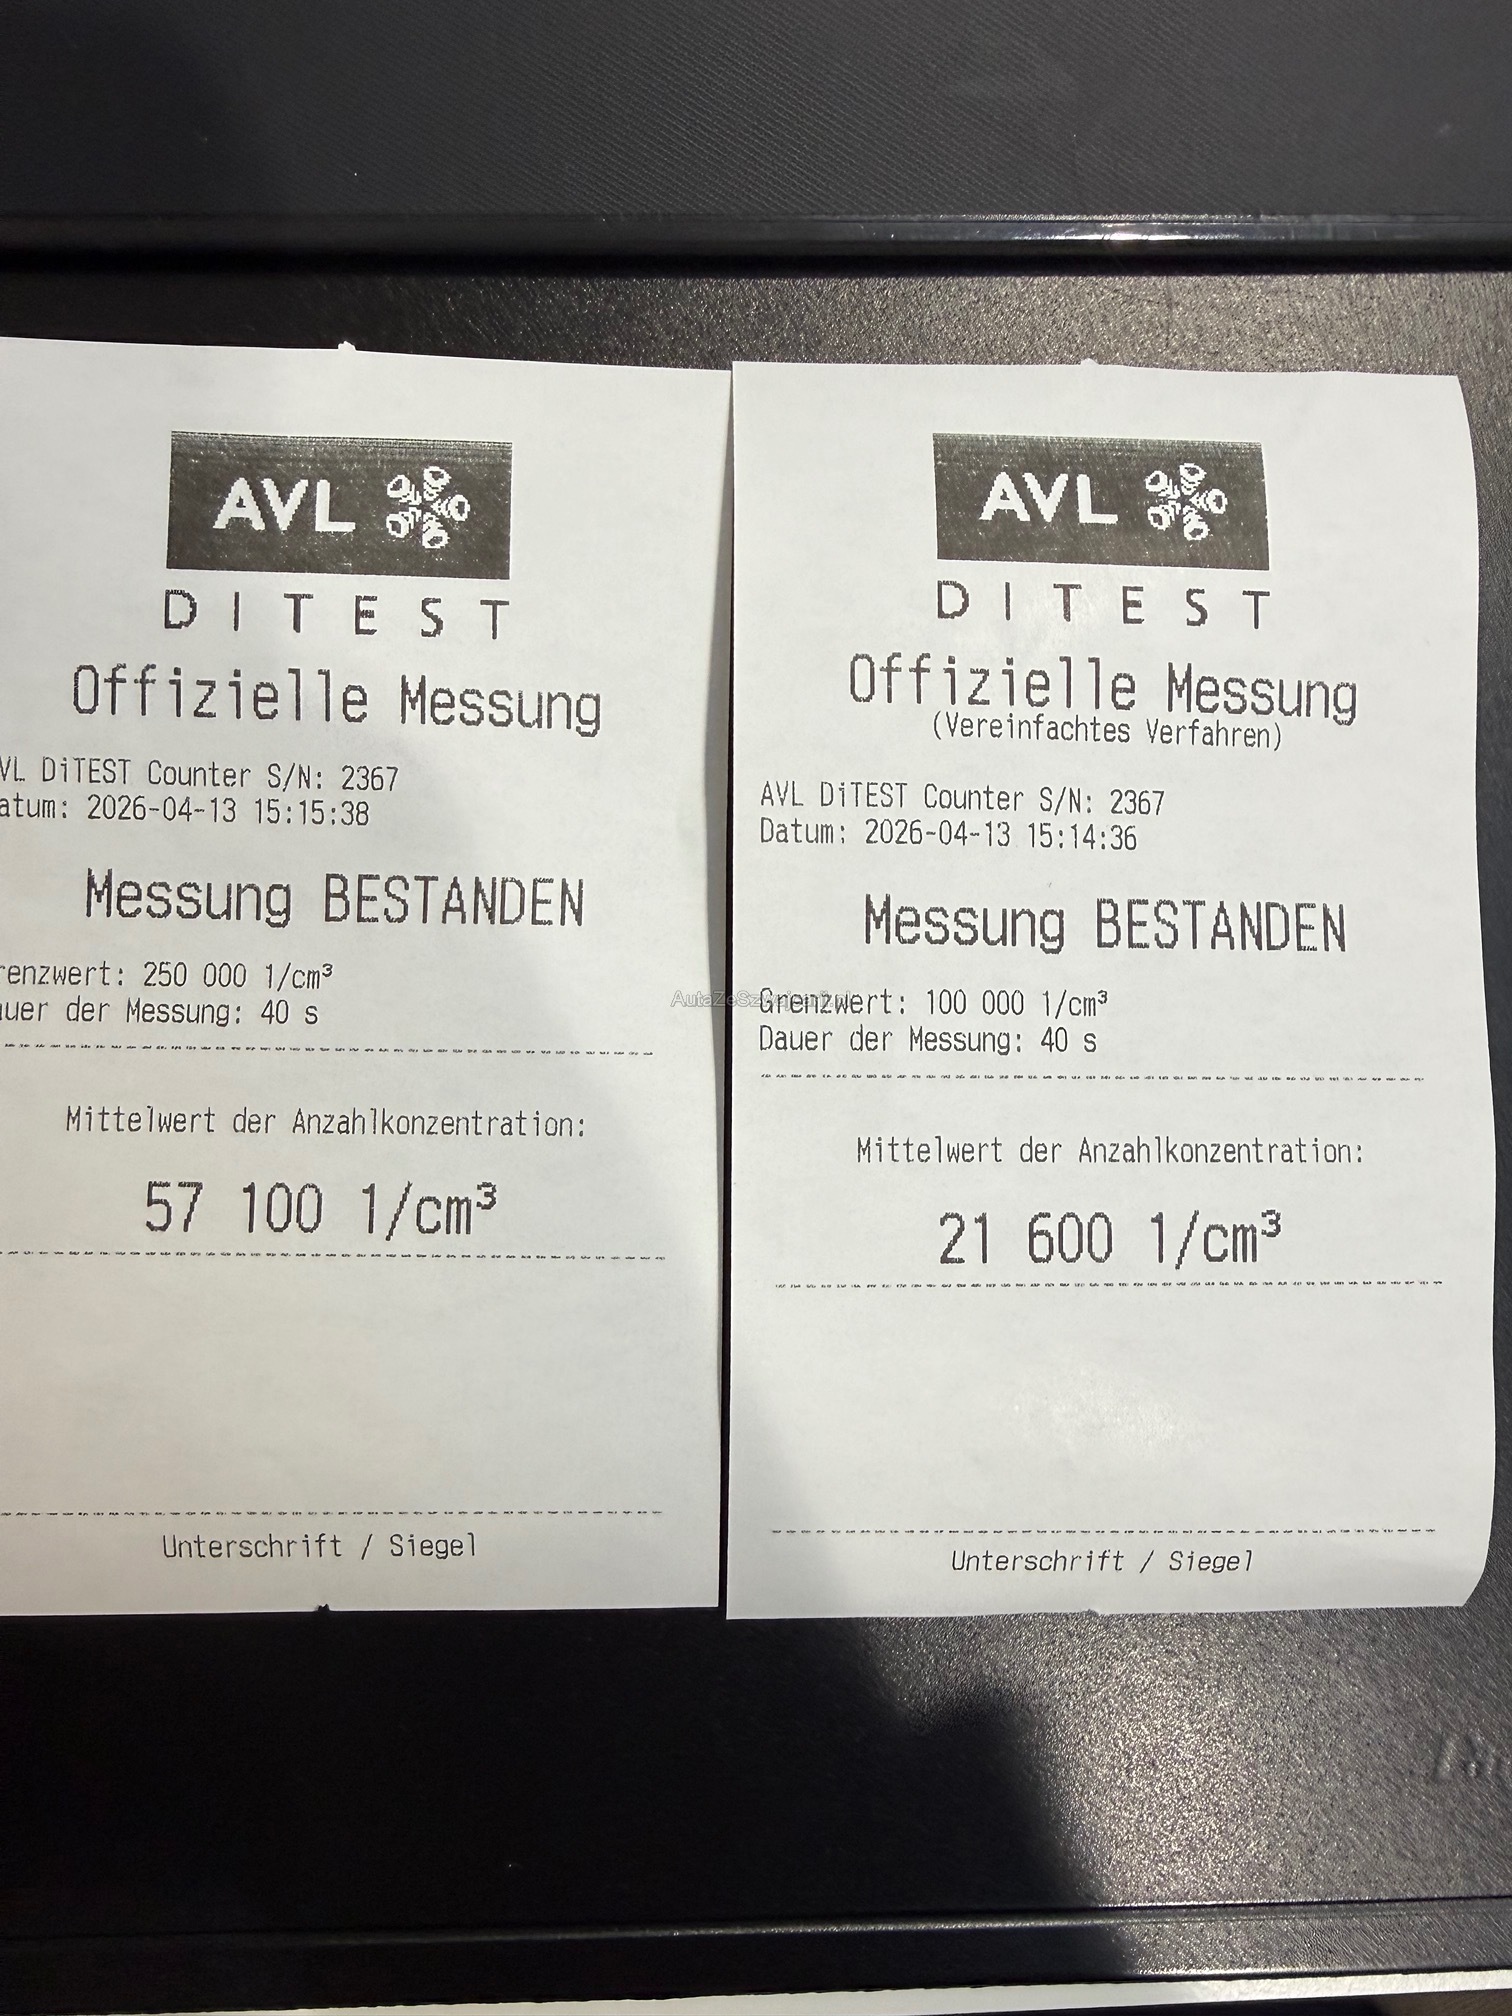 AVL
DITEST
Offizielle Messung
VL DiTEST Counter S/N: 2367
atum: 2026-04-13 15:15:38
Messung BESTANDEN
renzwert: 250 000 1/cm³
uer der Messung: 40 s
Mittelwert der Anzahlkonzentration:
57 100 1/cm³
Unterschrift / Siegel
AVL
DITEST
Offizielle Messung
(Vereinfachtes Verfahren)
AVL DiTEST Counter S/N: 2367
Datum: 2026-04-13 15:14:36
Messung BESTANDEN
Grenzwert: 100 000 1/cm³
Dauer der Messung: 40 s
Mittelwert der Anzahlkonzentration:
21 600 1/cm³
Unterschrift / Siegel